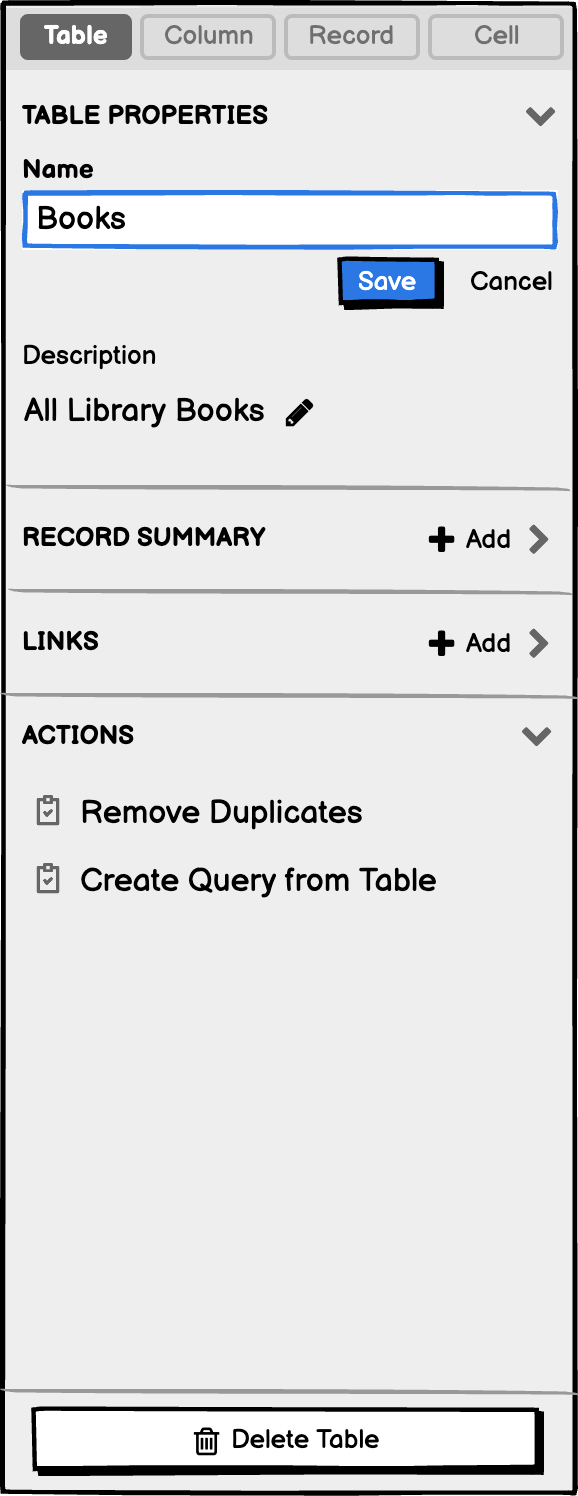 Table Column Record Cell
TABLE PROPERTIES
Name
Books
Save Cancel
Description
All Library Books
RECORD SUMMARY Add
LINKS Add
ACTIONS
Remove Duplicates
Create Query from Table
Delete Table